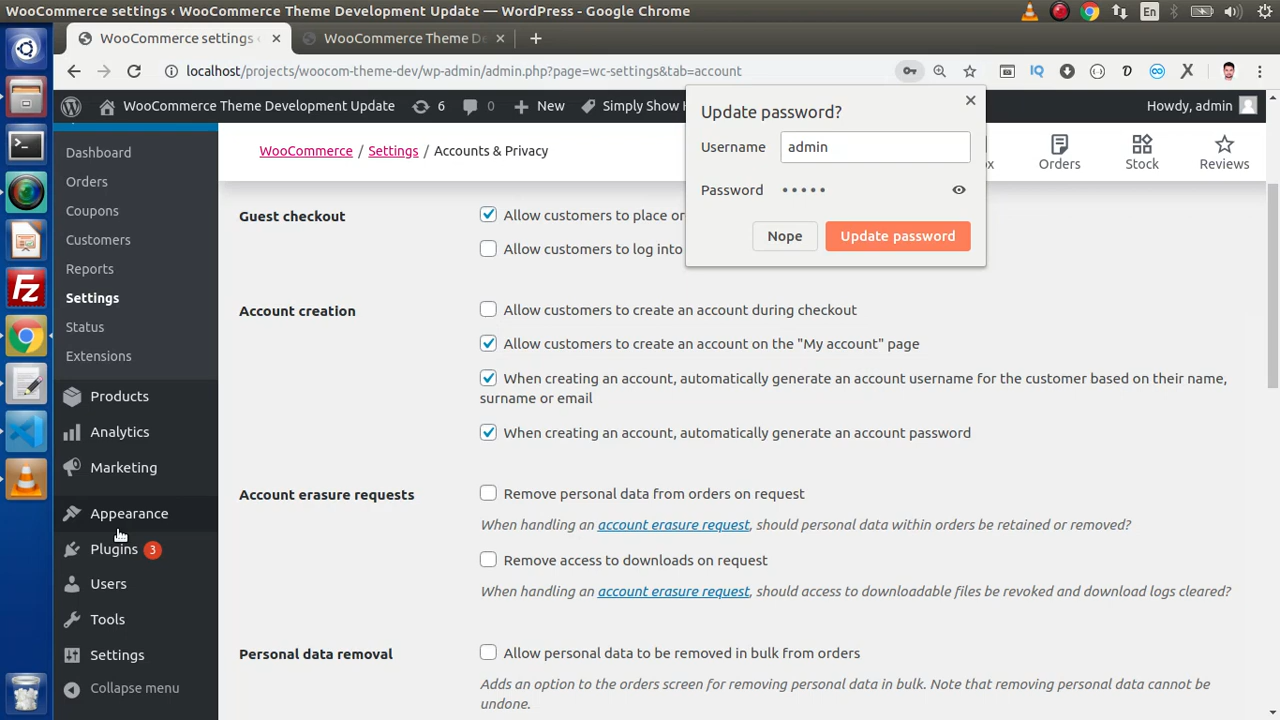 WooCommerce settings ‹ WooCommerce Theme Development Update — WordPress - Google Chrome
En
WooCommerce settings ‹
WooCommerce Theme D
localhost/projects/woocom-theme-dev/wp-admin/admin.php?page=wc-settings&tab=account
IQ
WooCommerce Theme Development Update
6
0
New
Simply Show H
Howdy, admin
Update password?
Username
admin
Password
•••••
Nope
Update password
Dashboard
Orders
Coupons
Customers
Reports
Settings
Status
Extensions
Products
Analytics
Marketing
Appearance
Plugins 3
Users
Tools
Settings
Collapse menu
WooCommerce / Settings / Accounts & Privacy
ox
Orders
Stock
Reviews
Guest checkout
Allow customers to place or
Allow customers to log into
Account creation
Allow customers to create an account during checkout
Allow customers to create an account on the "My account" page
When creating an account, automatically generate an account username for the customer based on their name,
surname or email
When creating an account, automatically generate an account password
Account erasure requests
Remove personal data from orders on request
When handling an account erasure request, should personal data within orders be retained or removed?
Remove access to downloads on request
When handling an account erasure request, should access to downloadable files be revoked and download logs cleared?
Personal data removal
Allow personal data to be removed in bulk from orders
Adds an option to the orders screen for removing personal data in bulk. Note that removing personal data cannot be
undone.